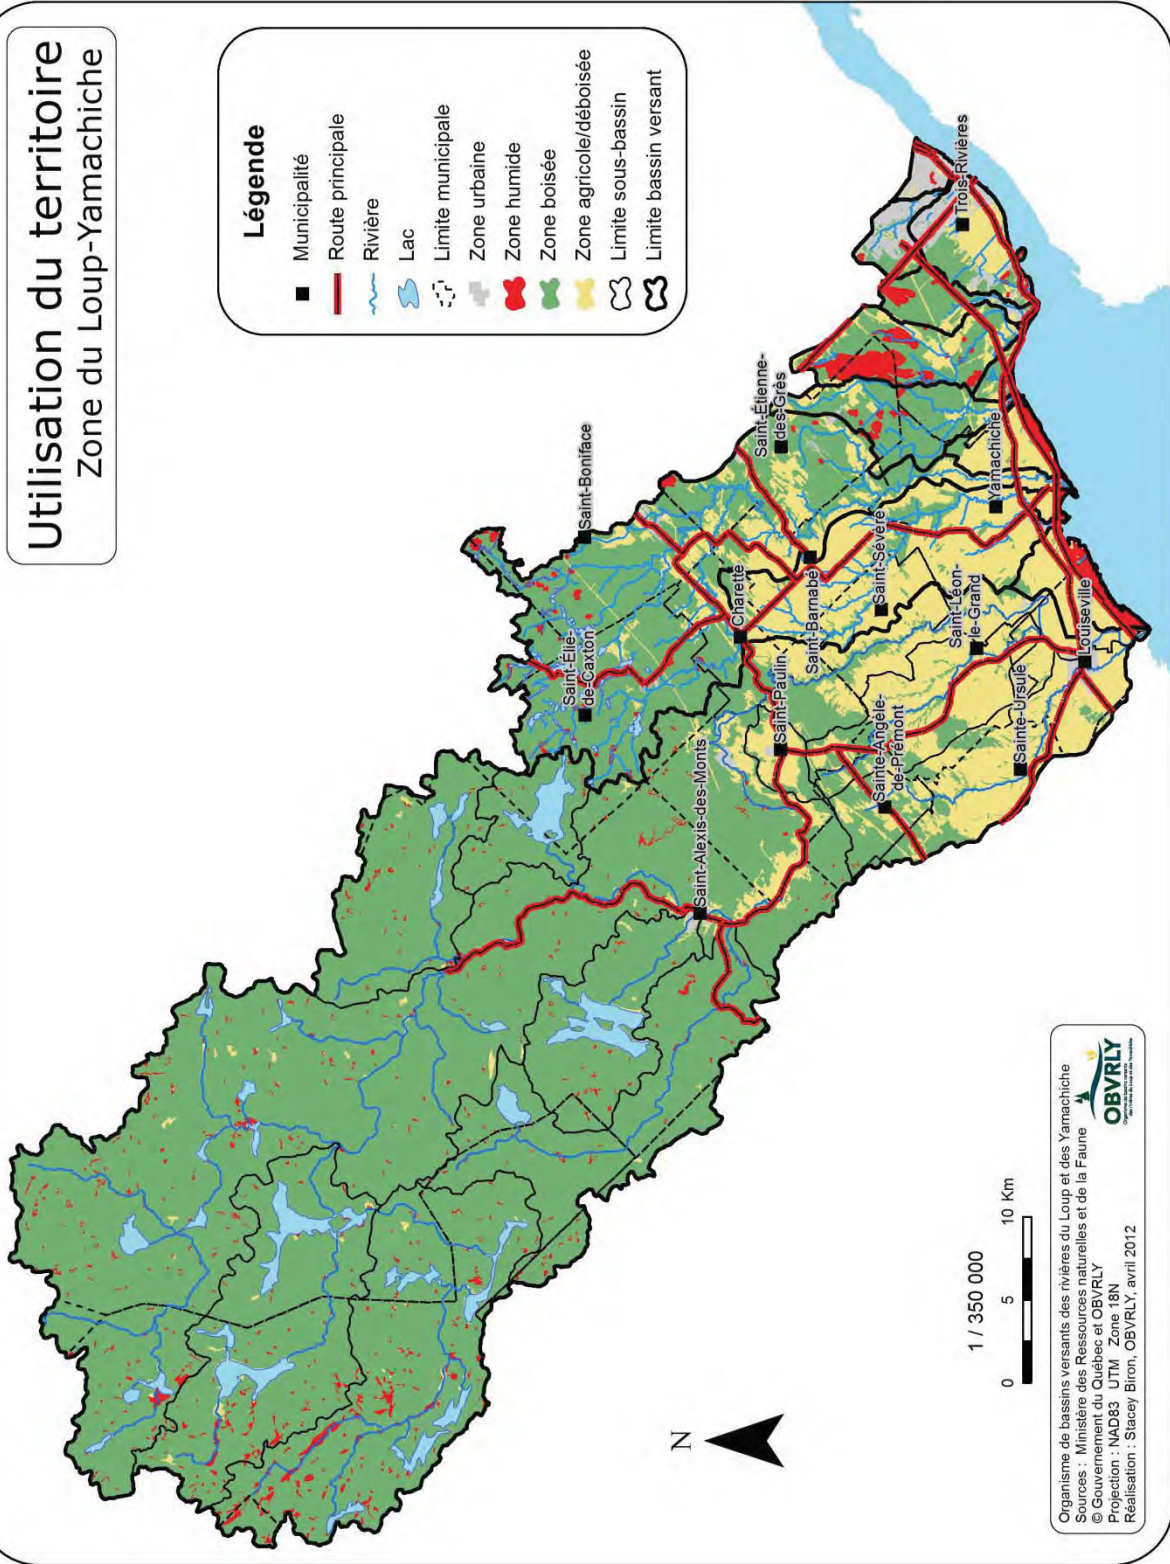 Utilisation du territoire
Zone du Loup-Yamachiche
Légende
Municipalité
Route principale
Rivière
Lac
Limite municipale
Zone urbaine
Zone humide
Zone boisée
Zone agricole/déboisée
Limite sous-bassin
Limite bassin versant
Saint-Boniface
Saint-Élie-
de-Caxton
Saint-Étienne-
des-Grès
Trois-Rivières
Charette
Saint-Barnabé
Saint-Alexis-des-Monts
Saint-Paulin
Saint-Sévère
Yamachiche
Sainte-Angèle-
de-Prémont
Saint-Léon-
le-Grand
Sainte-Ursule
Louiseville
N
1 / 350 000
0 5 10 Km
Organisme de bassins versants des rivières du Loup et des Yamachiche
Sources : Ministère des Ressources naturelles et de la Faune
© Gouvernement du Québec et OBVRLY
Projection : NAD83 UTM Zone 18N
Réalisation : Stacey Biron, OBVRLY, avril 2012
OBVRLY